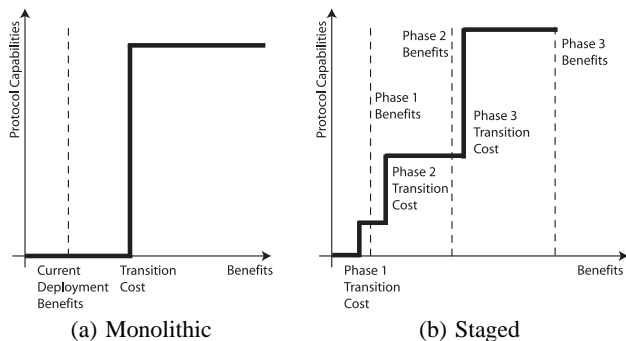 Protocol Capabilities
Current
Deployment
Benefits
Transition
Cost
Benefits
(a) Monolithic
Protocol Capabilities
Phase 1
Benefits
Phase 2
Benefits
Phase 3
Benefits
Phase 3
Transition
Cost
Phase 2
Transition
Cost
Phase 1
Transition
Cost
Benefits
(b) Staged